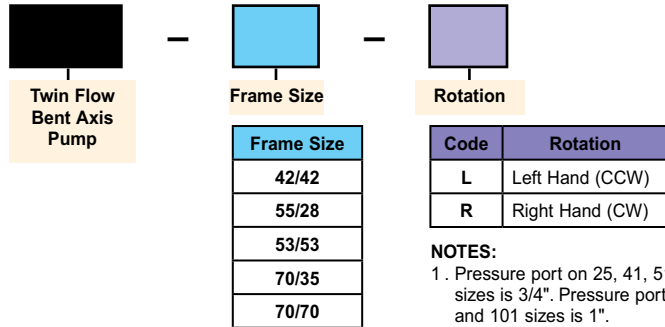 – –
Twin Flow
Bent Axis
Pump
Frame Size
Rotation
Frame Size
42/42
55/28
53/53
70/35
70/70
Code Rotation
L Left Hand (CCW)
R Right Hand (CW)
NOTES:
1 . Pressure port on 25, 41,
sizes is 3/4". Pressure port
and 101 sizes is 1".